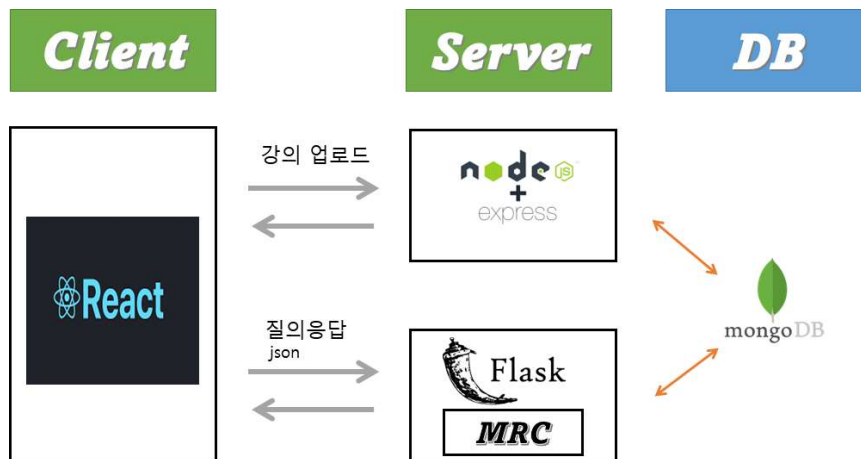 Client
Server
DB
강의 업로드
node js
+
express
React
mongoDB
질의응답
json
Flask
MRC